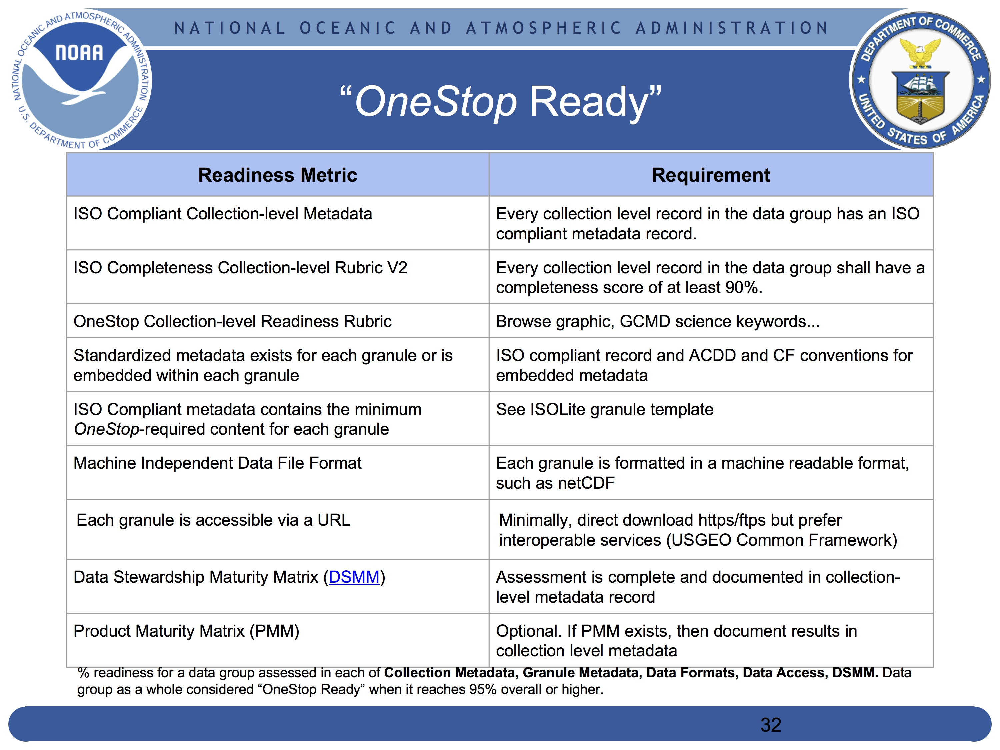 NATIONAL OCEANIC AND ATMOSPHERIC ADMINISTRATION
NATIONAL OCEANIC AND ATMOSPHERIC ADMINISTRATION
U.S. DEPARTMENT OF COMMERCE
NOAA
DEPARTMENT OF COMMERCE
UNITED STATES OF AMERICA
“OneStop Ready”
Readiness Metric
Requirement
ISO Compliant Collection-level Metadata
Every collection level record in the data group has an ISO
compliant metadata record.
ISO Completeness Collection-level Rubric V2
Every collection level record in the data group shall have a
completeness score of at least 90%.
OneStop Collection-level Readiness Rubric
Browse graphic, GCMD science keywords...
Standardized metadata exists for each granule or is
embedded within each granule
ISO compliant record and ACDD and CF conventions for
embedded metadata
ISO Compliant metadata contains the minimum
OneStop-required content for each granule
See ISOLite granule template
Machine Independent Data File Format
Each granule is formatted in a machine readable format,
such as netCDF
Each granule is accessible via a URL
Minimally, direct download https/ftps but prefer
interoperable services (USGEO Common Framework)
Data Stewardship Maturity Matrix (DSMM)
Assessment is complete and documented in collection-
level metadata record
Product Maturity Matrix (PMM)
Optional. If PMM exists, then document results in
collection level metadata
% readiness for a data group assessed in each of Collection Metadata, Granule Metadata, Data Formats, Data Access, DSMM. Data
group as a whole considered “OneStop Ready” when it reaches 95% overall or higher.
32